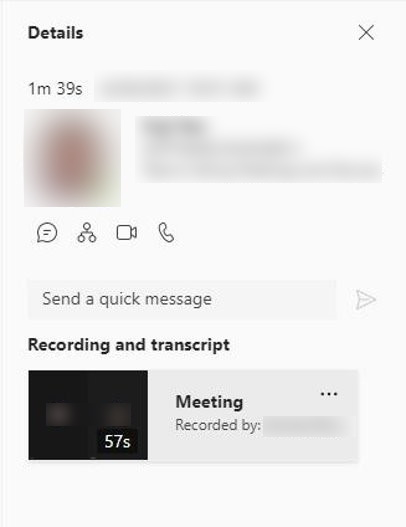 Details
1m 39s
Send a quick message
Recording and transcript
Meeting
Recorded by:
57s